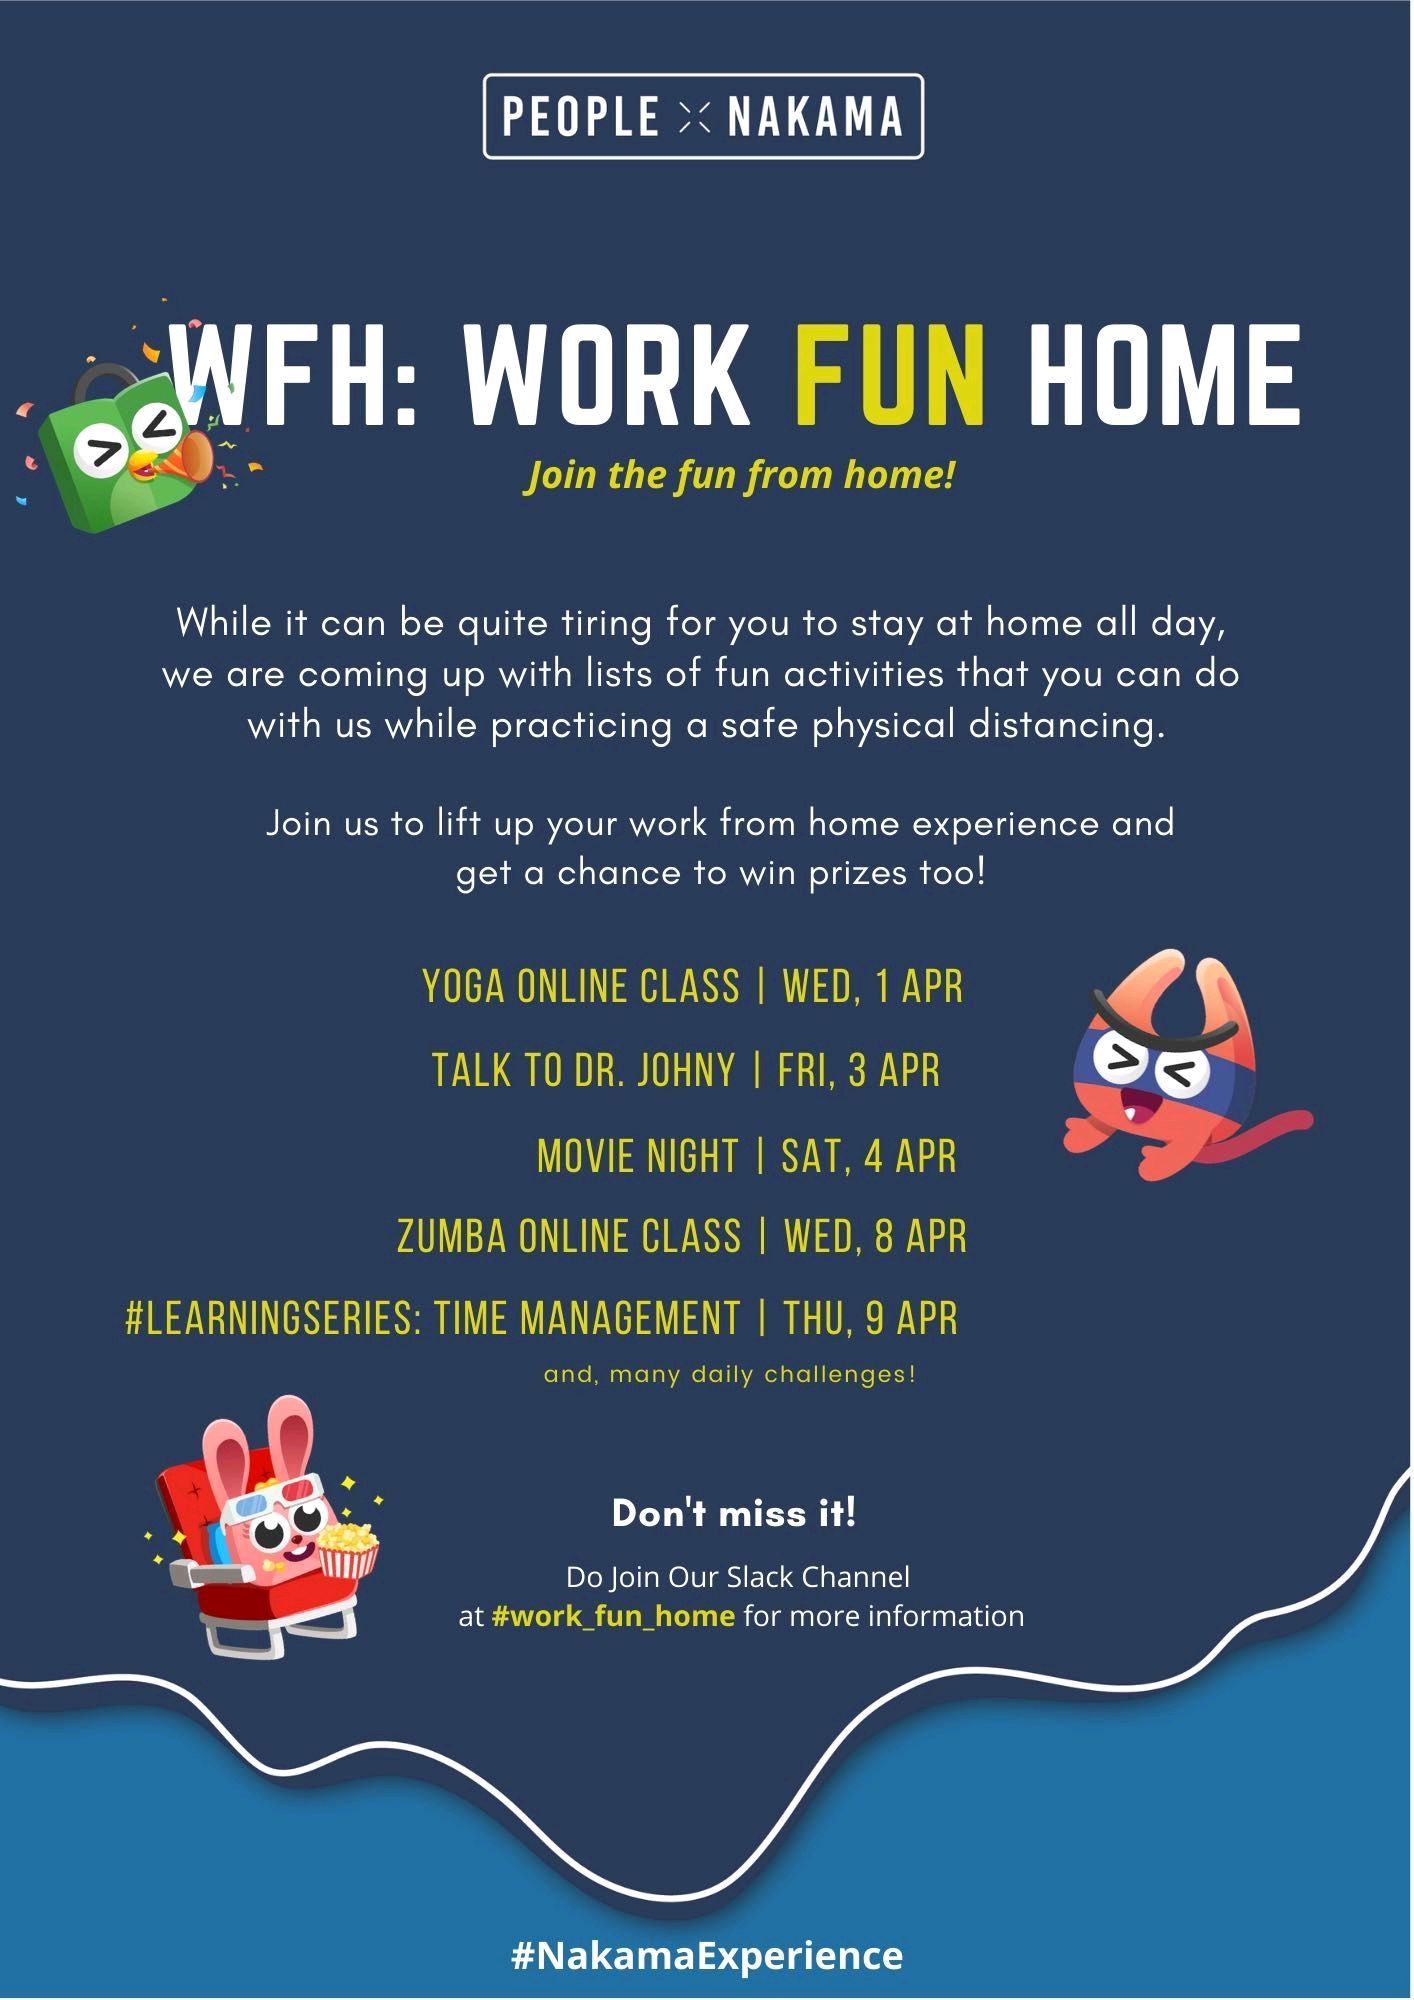 PEOPLE X NAKAMA
WFH: WORK FUN HOME
Join the fun from home!
While it can be quite tiring for you to stay at home all day,
we are coming up with lists of fun activities that you can do
with us while practicing a safe physical distancing.
Join us to lift up your work from home experience and
get a chance to win prizes too!
YOGA ONLINE CLASS | WED, 1 APR
TALK TO DR. JOHNY | FRI, 3 APR
MOVIE NIGHT | SAT, 4 APR
ZUMBA ONLINE CLASS | WED, 8 APR
#LEARNINGSERIES: TIME MANAGEMENT | THU, 9 APR
and, many daily challenges!
Don't miss it!
Do Join Our Slack Channel
at #work_fun_home for more information
#NakamaExperience